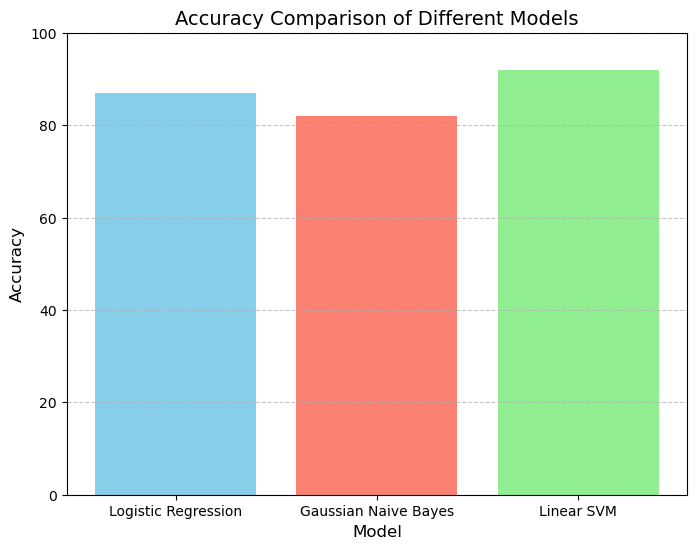 Accuracy Comparison of Different Models
100
80
60
40
20
0
Accuracy
Logistic Regression
Gaussian Naive Bayes
Linear SVM
Model